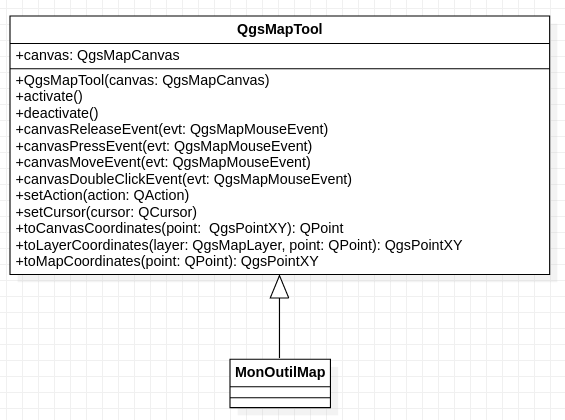 QgsMapTool
+canvas: QgsMapCanvas
+QgsMapTool(canvas: QgsMapCanvas)
+activate()
+deactivate()
+canvasReleaseEvent(evt: QgsMapMouseEvent)
+canvasPressEvent(evt: QgsMapMouseEvent)
+canvasMoveEvent(evt: QgsMapMouseEvent)
+canvasDoubleClickEvent(evt: QgsMapMouseEvent)
+setAction(action: QAction)
+setCursor(cursor: QCursor)
+toCanvasCoordinates(point:  QgsPointXY): QPoint
+toLayerCoordinates(layer: QgsMapLayer, point: QPoint): QgsPointXY
+toMapCoordinates(point: QPoint): QgsPointXY
MonOutilMap